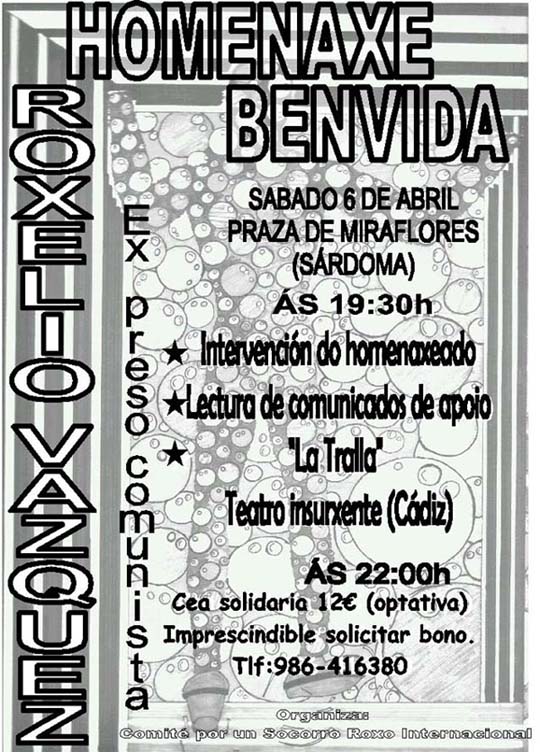 HOMENAXE
BENVIDA
ROXELIO VAZQUEZ
Ex preso comunista
SABADO 6 DE ABRIL
PRAZA DE MIRAFLORES
(SÁRDOMA)
ÁS 19:30h
★ Intervención do homenaxeado
★ Lectura de comunicados de apoio
★ "La Tralla"
Teatro insurxente (Cádiz)
ÁS 22:00h
Cea solidaria 12€ (optativa)
Imprescindible solicitar bono.
Tlf:986-416380
Organiza:
Comité por un Socorro Roxo Internacional